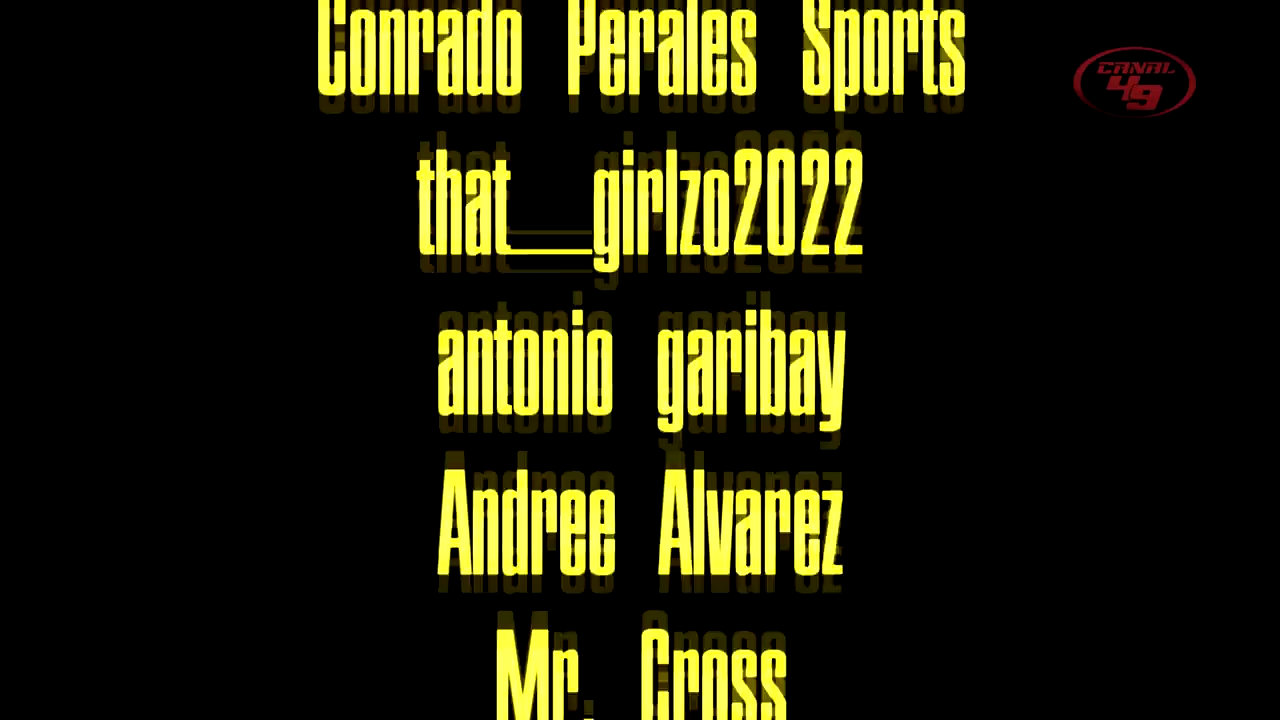 Conrado Perales Sports
CANAL
49
that__girlzo2022
antonio garibay
Andree Alvarez
Mr. Cross